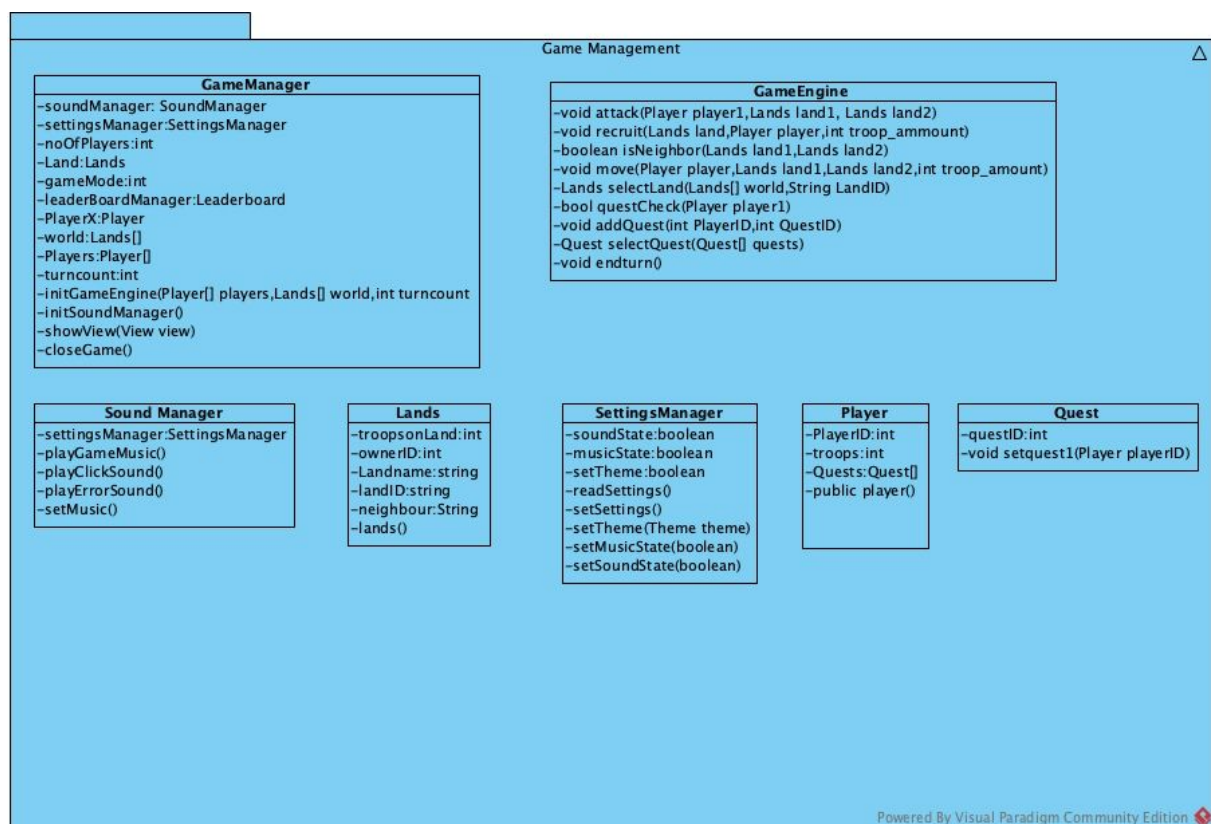 Game Management
GameManager
-soundManager: SoundManager
-settingsManager:SettingsManager
-noOfPlayers:int
-Land:Lands
-gameMode:int
-leaderBoardManager:Leaderboard
-PlayerX:Player
-world:Lands[]
-Players:Player[]
-turncount:int
-initGameEngine(Player[] players,Lands[] world,int turncount
-initSoundManager()
-showView(View view)
-closeGame()
GameEngine
-void attack(Player player1,Lands land1, Lands land2)
-void recruit(Lands land,Player player,int troop_ammount)
-boolean isNeighbor(Lands land1,Lands land2)
-void move(Player player,Lands land1,Lands land2,int troop_amount)
-Lands selectLand(Lands[] world,String LandID)
-bool questCheck(Player player1)
-void addQuest(int PlayerID,int QuestID)
-Quest selectQuest(Quest[] quests)
-void endturn()
Sound Manager
-settingsManager:SettingsManager
-playGameMusic()
-playClickSound()
-playErrorSound()
-setMusic()
Lands
-troopsonLand:int
-ownerID:int
-Landname:string
-landID:string
-neighbour:String
-lands()
SettingsManager
-soundState:boolean
-musicState:boolean
-setTheme:boolean
-readSettings()
-setSettings()
-setTheme(Theme theme)
-setMusicState(boolean)
-setSoundState(boolean)
Player
-PlayerID:int
-troops:int
-Quests:Quest[]
-public player()
Quest
-questID:int
-void setquest1(Player playerID)
Powered By Visual Paradigm Community Edition